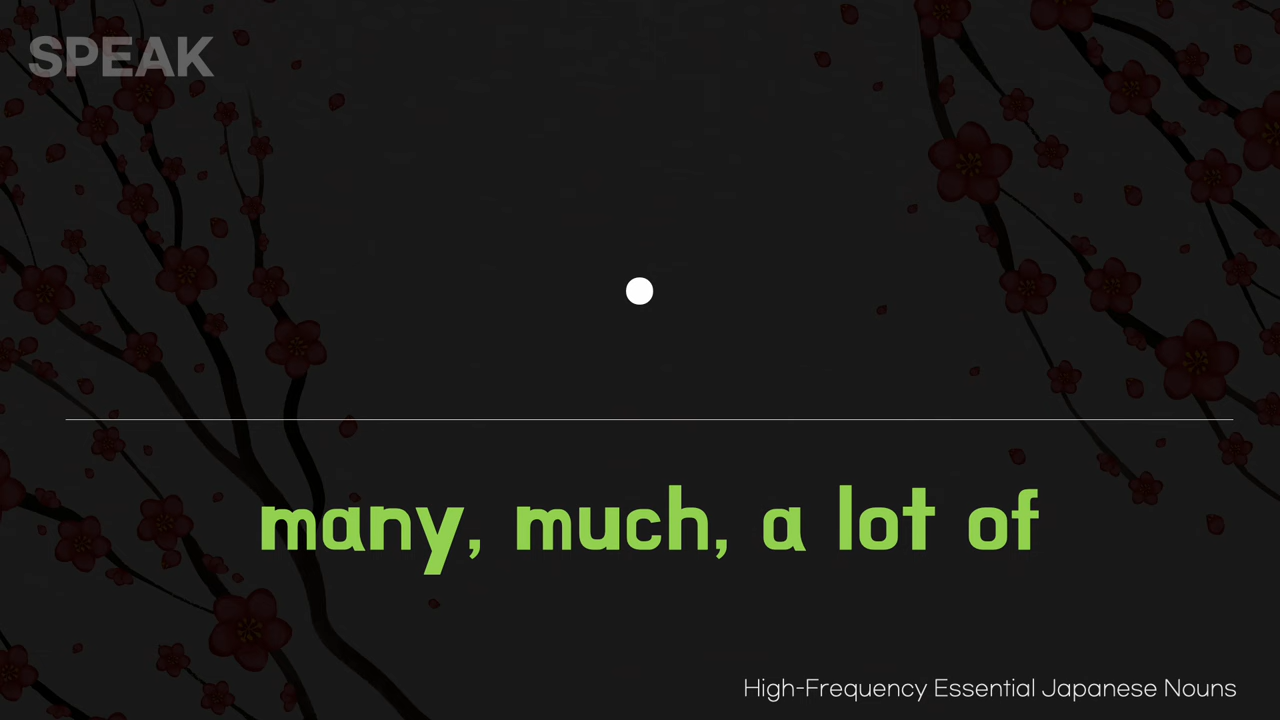 SPEAK
many, much, a lot of
High-Frequency Essential Japanese Nouns